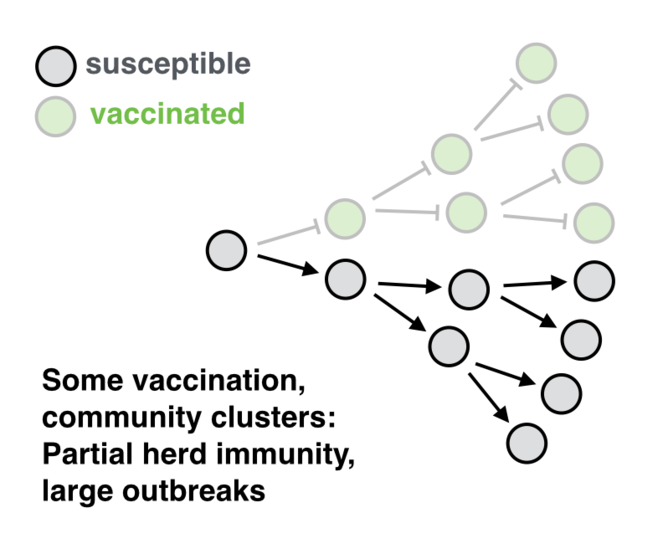 susceptible
vaccinated
Some vaccination,
community clusters:
Partial herd immunity,
large outbreaks